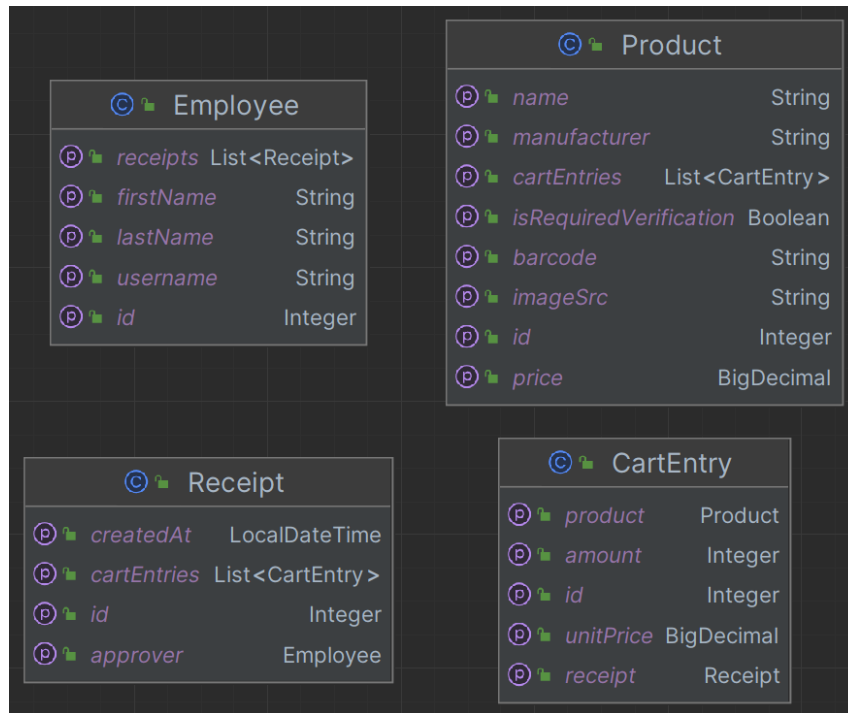 Employee
receipts List<Receipt>
firstName String
lastName String
username String
id Integer
Product
name String
manufacturer String
cartEntries List<CartEntry>
isRequiredVerification Boolean
barcode String
imageSrc String
id Integer
price BigDecimal
Receipt
createdAt LocalDateTime
cartEntries List<CartEntry>
id Integer
approver Employee
CartEntry
product Product
amount Integer
id Integer
unitPrice BigDecimal
receipt Receipt